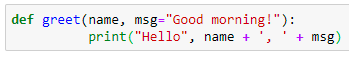 def greet(name, msg="Good morning!"):
        print("Hello", name + ', ' + msg)